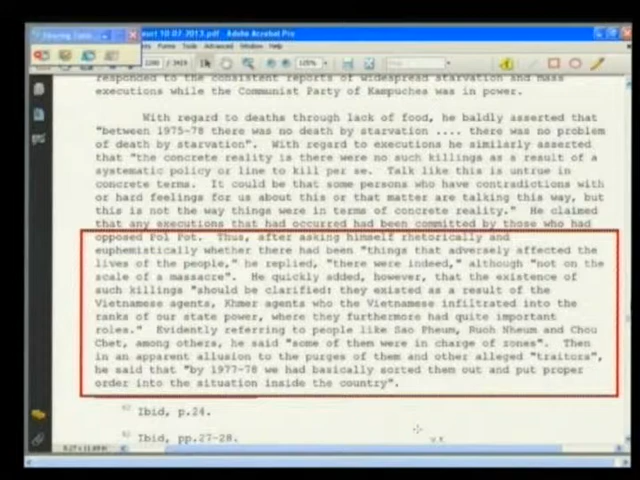 ourt 10-07-2013.pdf - Adobe Acrobat Pro
Forms Tools Advanced Window Help
125%
responded to the consistent reports of widespread starvation and mass
executions while the Communist Party of Kampuchea was in power.
With regard to deaths through lack of food, he baldly asserted that
"between 1975-78 there was no death by starvation .... there was no problem
of death by starvation". With regard to executions he similarly asserted
that "the concrete reality is there were no such killings as a result of a
systematic policy or line to kill per se. Talk like this is untrue in
concrete terms. It could be that some persons who have contradictions with
or hard feelings for us about this or that matter are talking this way, but
this is not the way things were in terms of concrete reality." He claimed
that any executions that had occurred had been committed by those who had
opposed Pol Pot. Thus, after asking himself rhetorically and
euphemistically whether there had been "things that adversely affected the
lives of the people," he replied, "there were indeed," although "not on the
scale of a massacre". He quickly added, however, that the existence of
such killings "should be clarified: they existed as a result of the
Vietnamese agents, Khmer agents who the Vietnamese infiltrated into the
ranks of our state power, where they furthermore had quite important
roles." Evidently referring to people like Sao Pheum, Ruoh Nheum and Chou
Chet, among others, he said "some of them were in charge of zones". Then
in an apparent allusion to the purges of them and other alleged "traitors",
he said that "by 1977-78 we had basically sorted them out and put proper
order into the situation inside the country".
Ibid, p.24.
Ibid, pp.27-28.